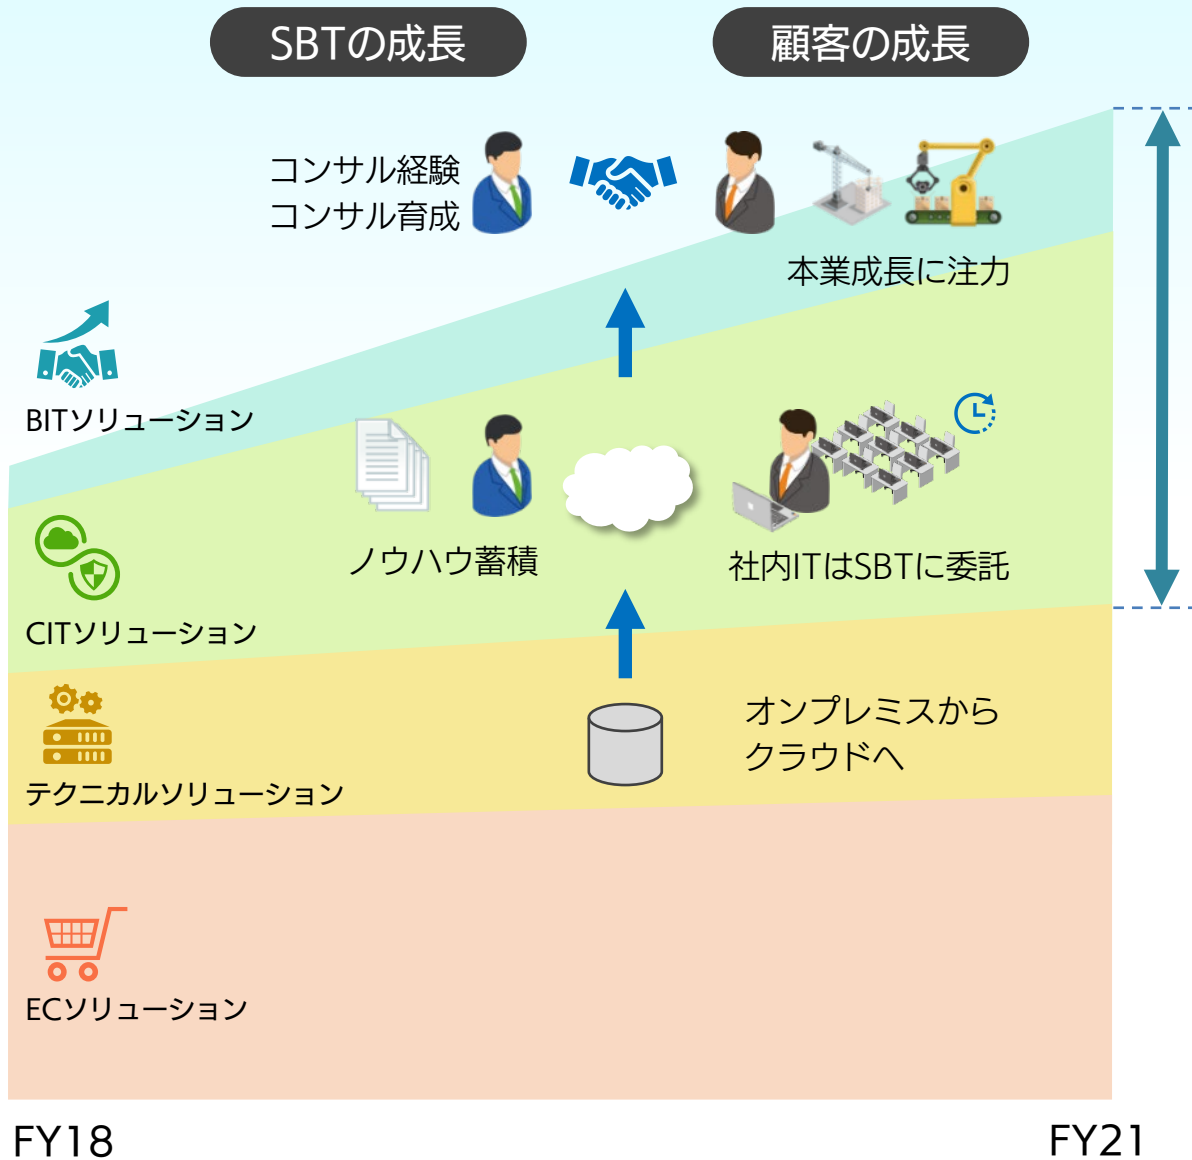 SBTの成長
顧客の成長
コンサル経験
コンサル育成
本業成長に注力
BITソリューション
ノウハウ蓄積
社内ITはSBTに委託
CITソリューション
オンプレミスから
クラウドへ
テクニカルソリューション
ECソリューション
FY18
FY21